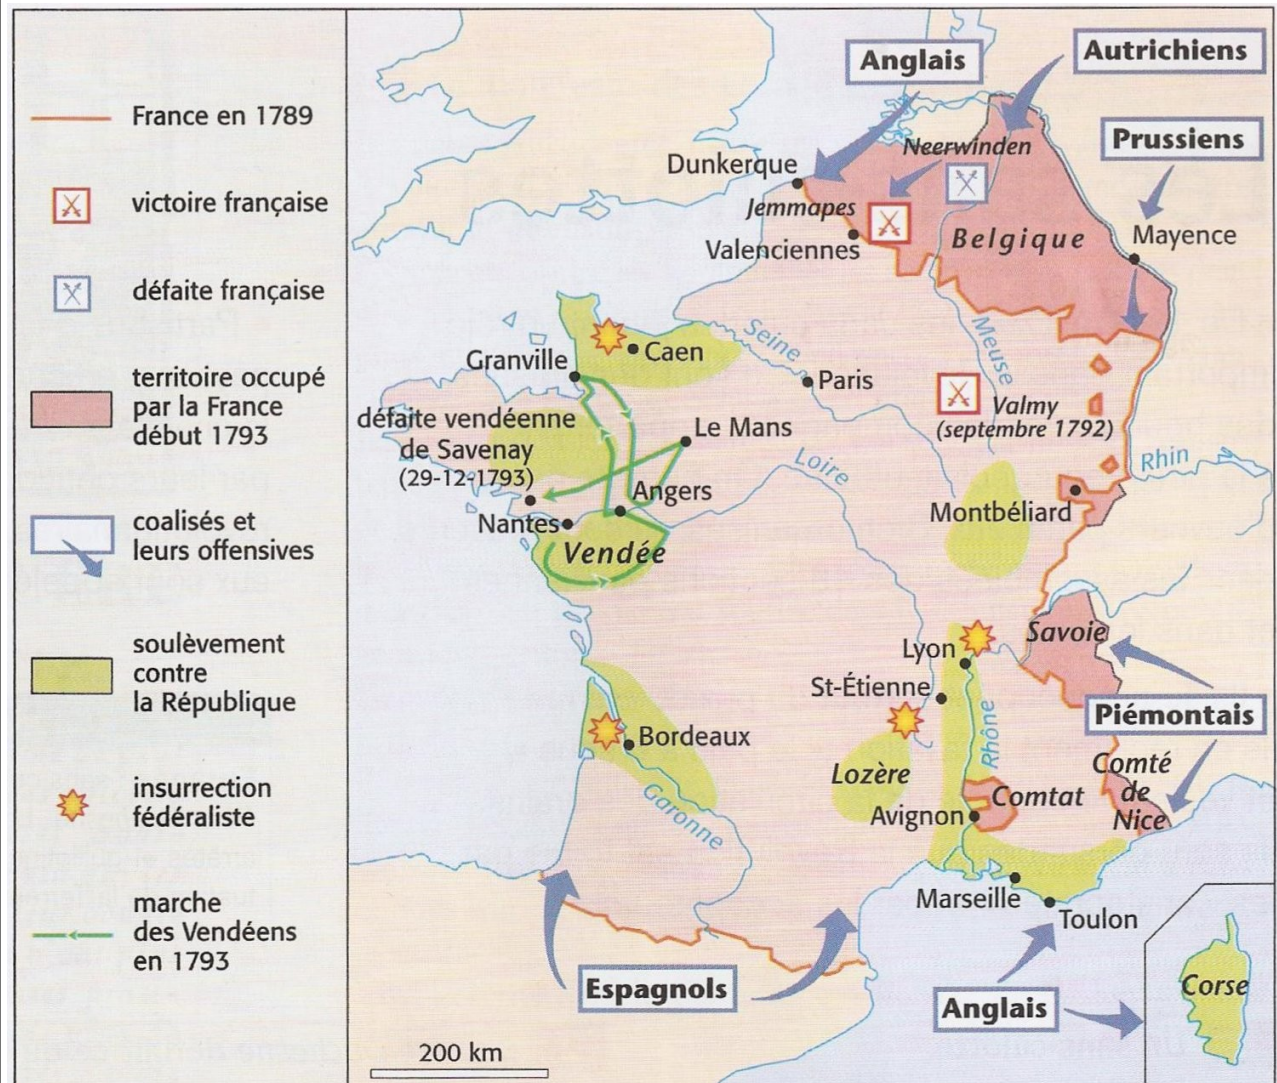 France en 1789
victoire française
défaite française
territoire occupé
par la France
début 1793
coalisés et
leurs offensives
soulèvement
contre
la République
insurrection
fédéraliste
marche
des Vendéens
en 1793
Anglais
Autrichiens
Prussiens
Neerwinden
Dunkerque
Jemmapes
Valenciennes
Belgique
Mayence
Seine
Meuse
Caen
Granville
Paris
Valmy
(septembre 1792)
défaite vendéenne
de Savenay
(29-12-1793)
Le Mans
Loire
Rhin
Angers
Nantes
Montbéliard
Vendée
Savoie
Lyon
St-Étienne
Piémontais
Rhône
Bordeaux
Lozère
Comté
de
Nice
Comtat
Garonne
Avignon
Marseille
Toulon
Espagnols
Anglais
Corse
200 km